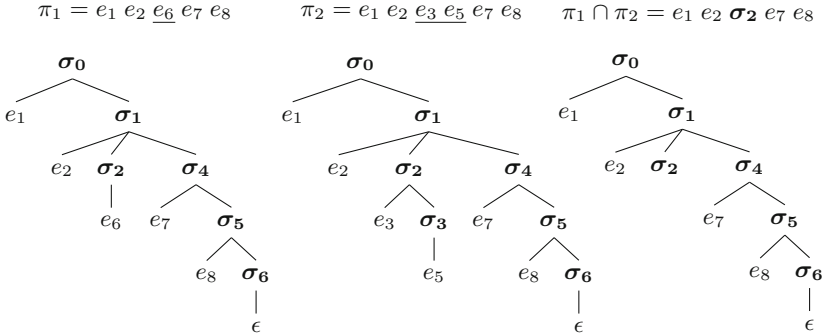 π₁ = e₁ e₂ e₆ e₇ e₈ π₂ = e₁ e₂ e₃ e₅ e₇ e₈ π₁ ∩ π₂ = e₁ e₂ σ₂ e₇ e₈
σ₀ σ₀ σ₀
e₁ σ₁ e₁ σ₁ e₁ σ₁
e₂ σ₂ σ₄ e₂ σ₂ σ₄ e₂ σ₂ σ₄
e₆ e₇ σ₅ e₃ σ₃ e₇ σ₅ e₇ σ₅
e₈ σ₆ e₅ e₈ σ₆ e₈ σ₆
ϵ ϵ ϵ